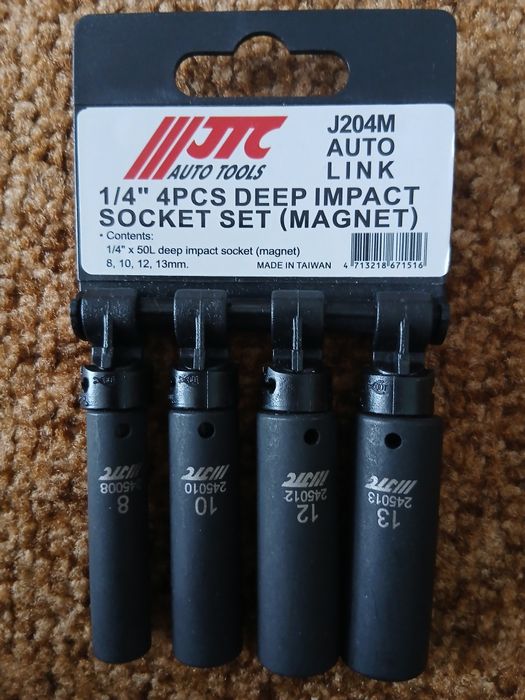 JTC
AUTO TOOLS
J204M
AUTO
LINK
1/4" 4PCS DEEP IMPACT
SOCKET SET (MAGNET)
• Contents:
1/4" x 50L deep impact socket (magnet)
8, 10, 12, 13mm.
MADE IN TAIWAN
4 713218 671516
JTC
245008
8
JTC
245010
10
JTC
245012
12
JTC
245013
13